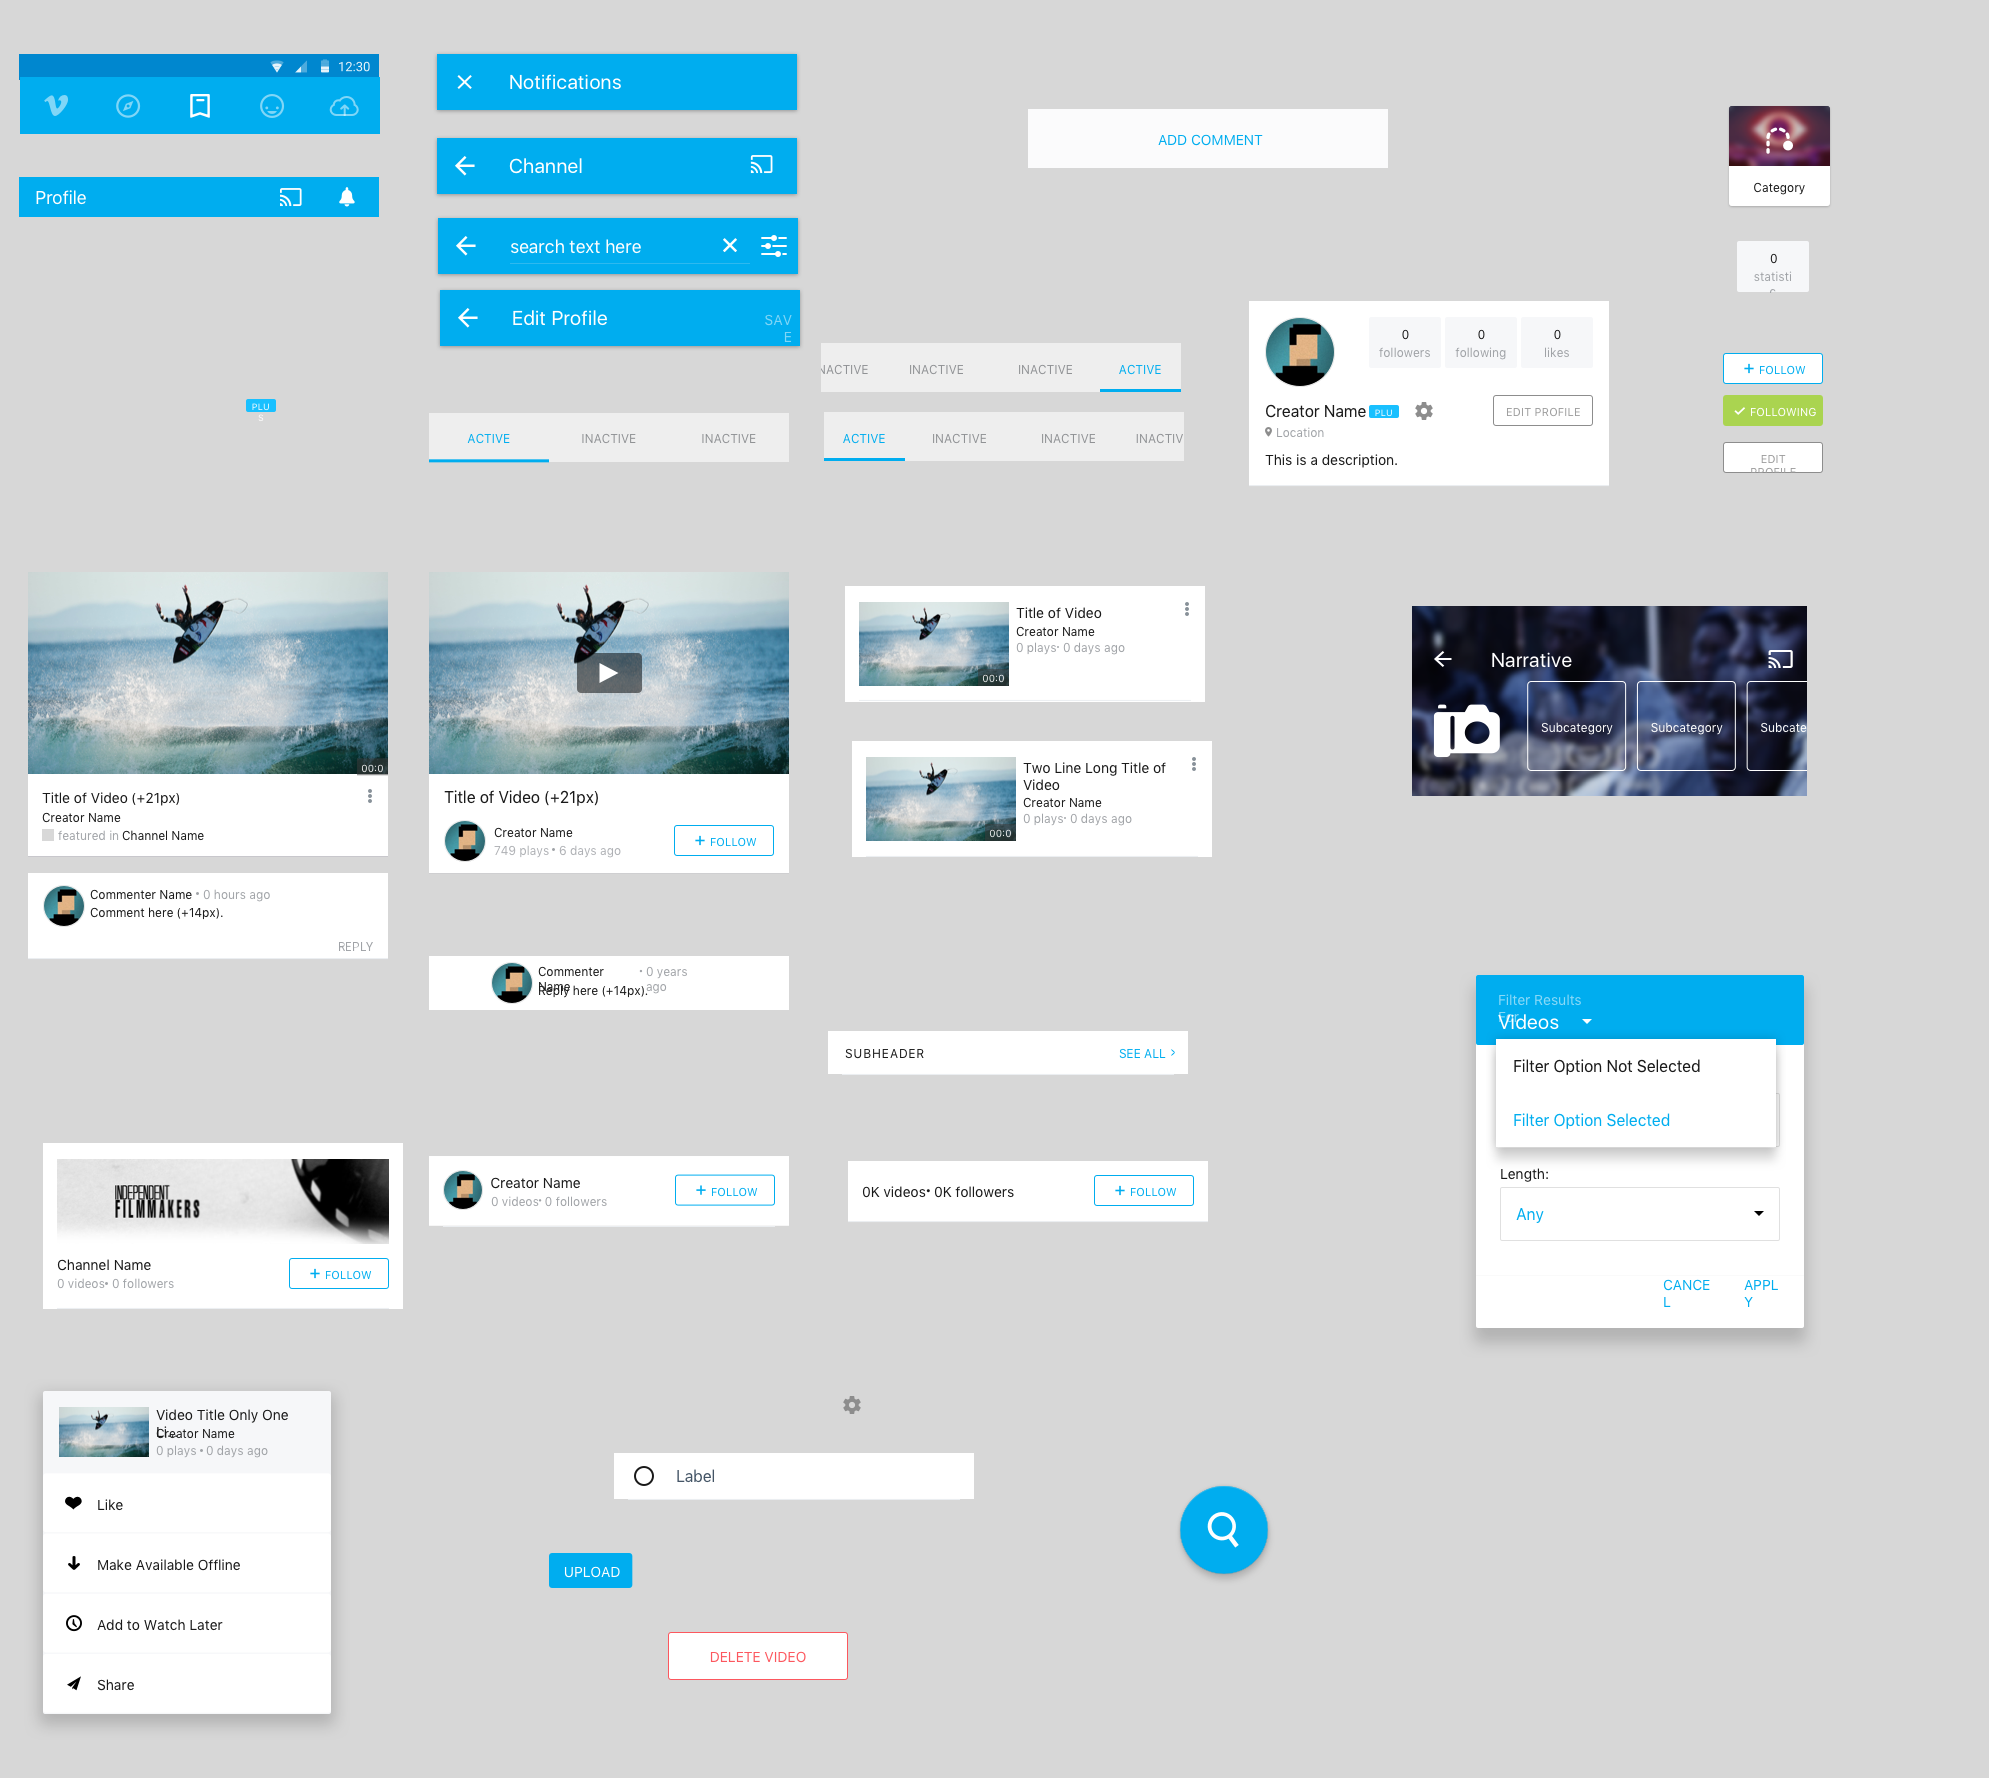 12:30
Profile
Notifications
Channel
search text here
Edit Profile
SAV
E
ADD COMMENT
Category
0
statisti
PLU
S
ACTIVE
INACTIVE
INACTIVE
NACTIVE
INACTIVE
INACTIVE
ACTIVE
ACTIVE
INACTIVE
INACTIVE
INACTIV
0
followers
0
following
0
likes
Creator Name
PLU
EDIT PROFILE
Location
This is a description.
+ FOLLOW
FOLLOWING
EDIT
PROFILE
00:0
Title of Video (+21px)
Creator Name
featured in Channel Name
Commenter Name • 0 hours ago
Comment here (+14px).
REPLY
Title of Video (+21px)
Creator Name
749 plays • 6 days ago
+ FOLLOW
Commenter
Name
• 0 years
ago
Reply here (+14px).
00:0
Title of Video
Creator Name
0 plays• 0 days ago
00:0
Two Line Long Title of
Video
Creator Name
0 plays• 0 days ago
Narrative
Subcategory
Subcategory
Subcate
SUBHEADER
SEE ALL >
Filter Results
For
Videos
Filter Option Not Selected
Filter Option Selected
Length:
Any
CANCE
L
APPL
Y
INDEPENDENT
FILMMAKERS
Channel Name
0 videos• 0 followers
+ FOLLOW
Creator Name
0 videos• 0 followers
+ FOLLOW
0K videos• 0K followers
+ FOLLOW
Video Title Only One
Li...
Creator Name
0 plays • 0 days ago
Like
Make Available Offline
Add to Watch Later
Share
Label
UPLOAD
DELETE VIDEO